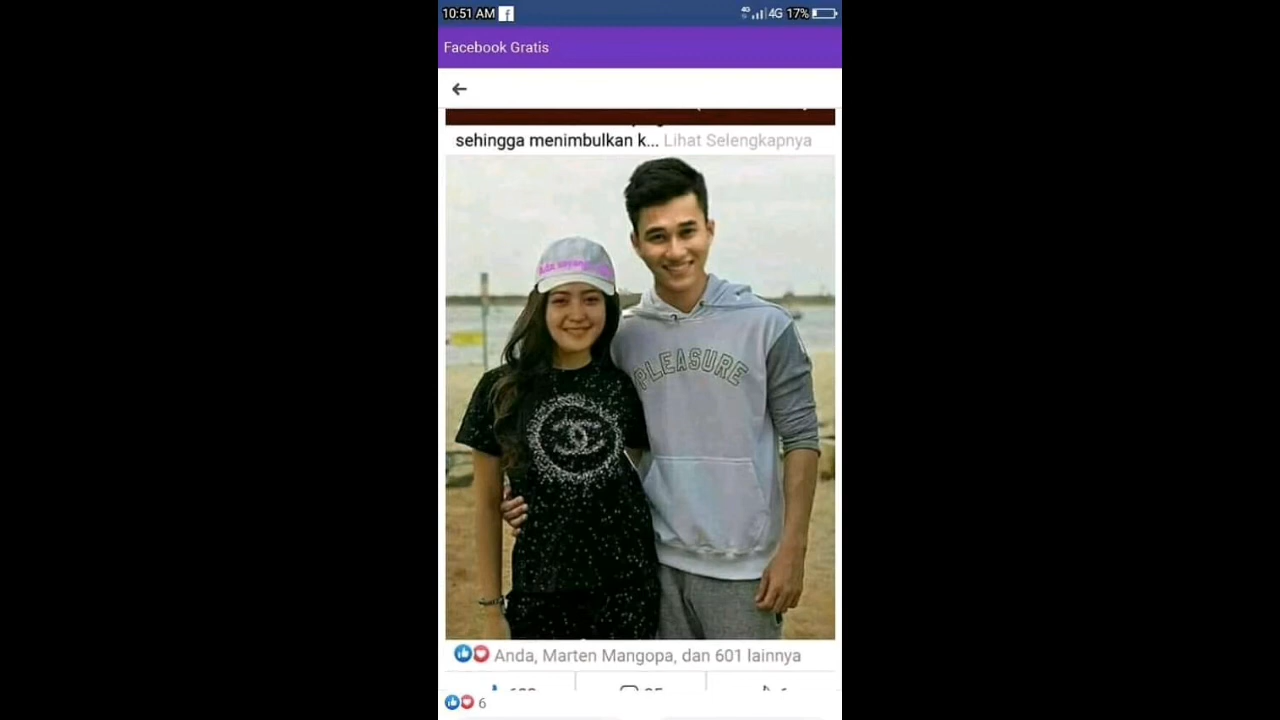 10:51 AM
4G 4G 17%
Facebook Gratis
sehingga menimbulkan k... Lihat Selengkapnya
PLEASURE
Anda, Marten Mangopa, dan 601 lainnya
6